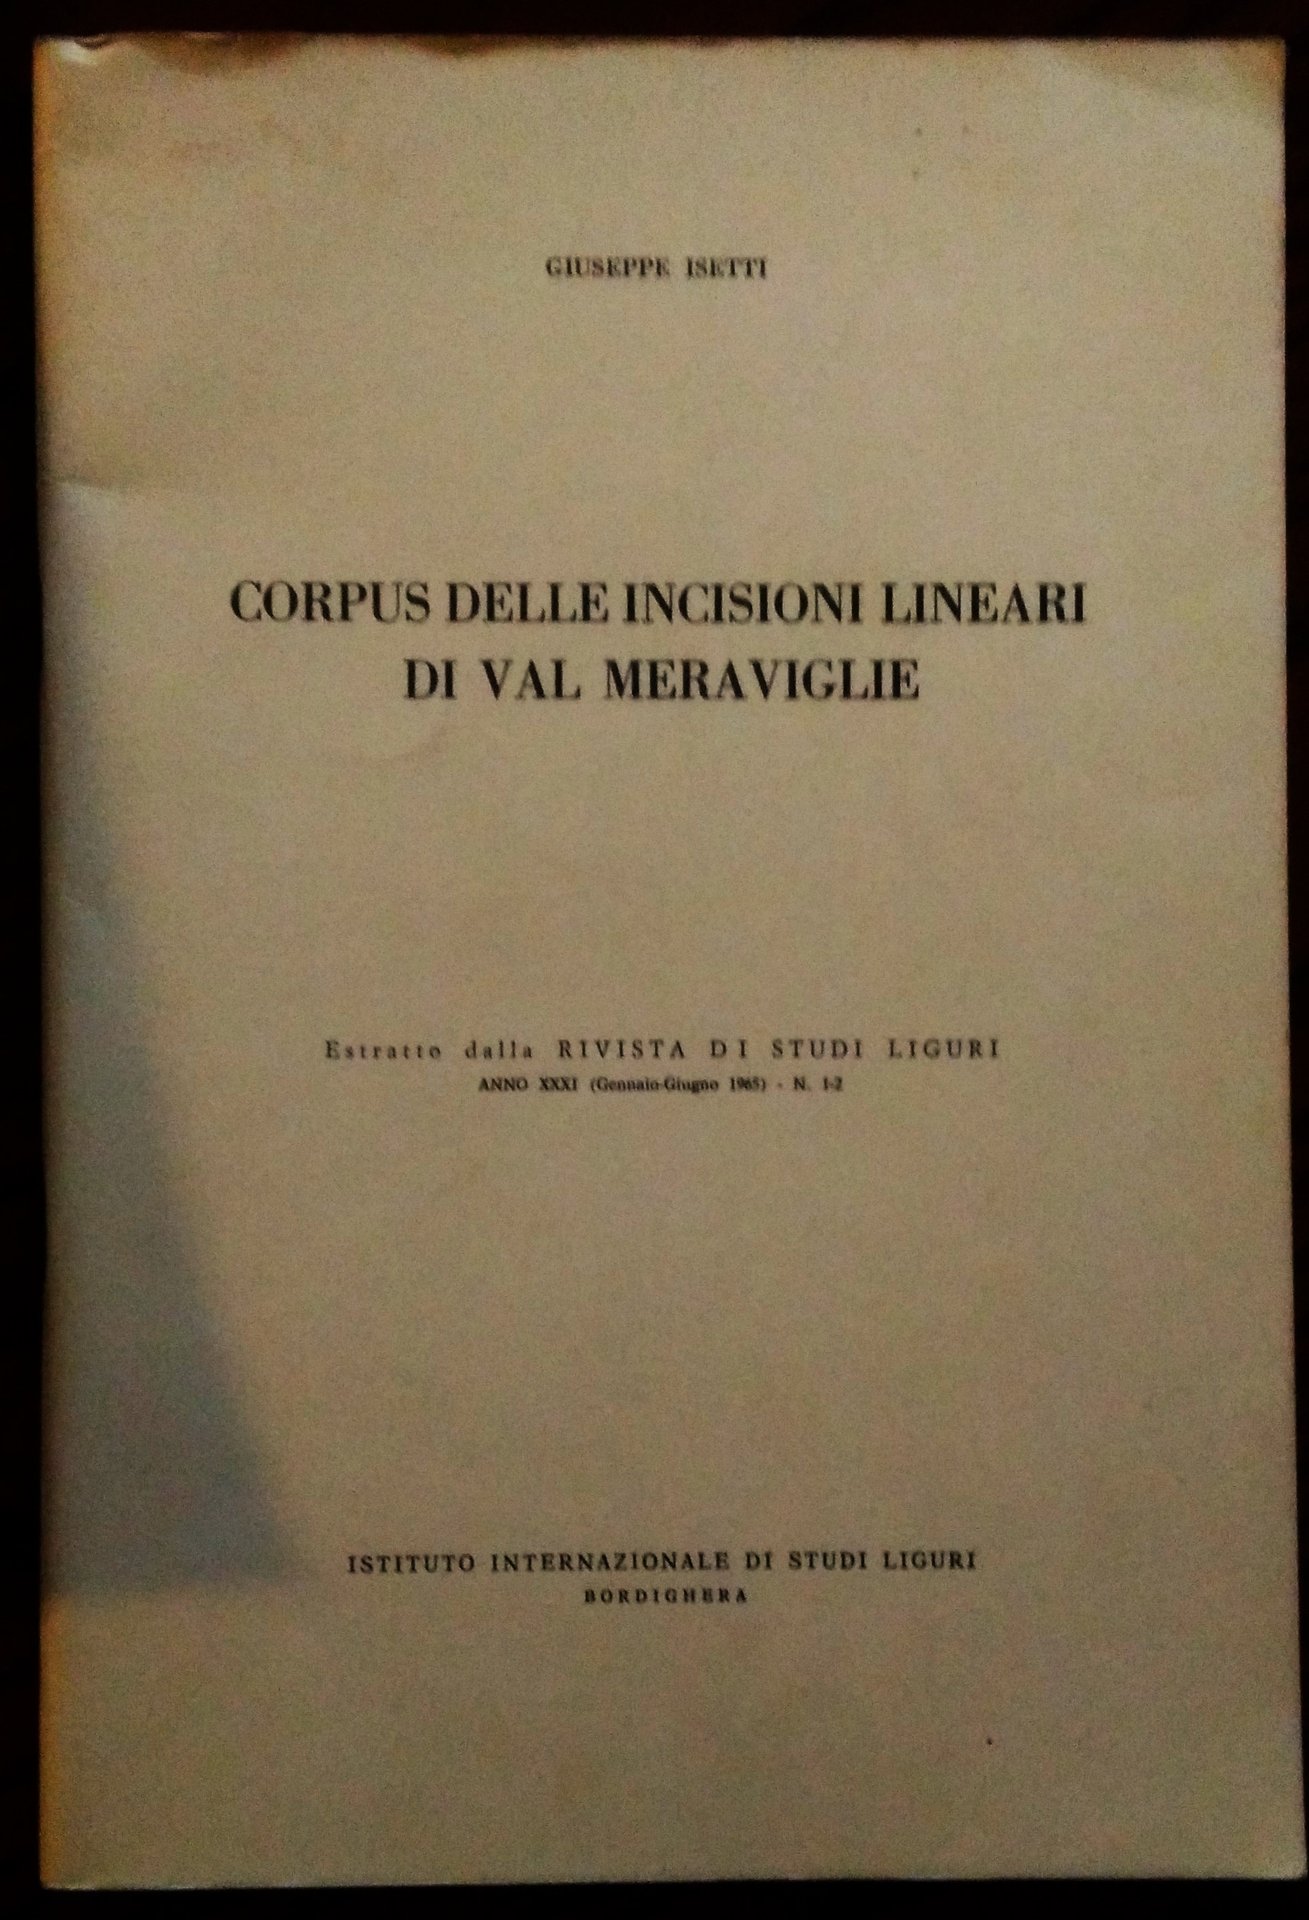 GIUSEPPE ISETTI
CORPUS DELLE INCISIONI LINEARI
DI VAL MERAVIGLIE
Estratto dalla RIVISTA DI STUDI LIGURI
ANNO XXXI (Gennaio-Giugno 1965) - N. 1-2
ISTITUTO INTERNAZIONALE DI STUDI LIGURI
BORDIGHERA